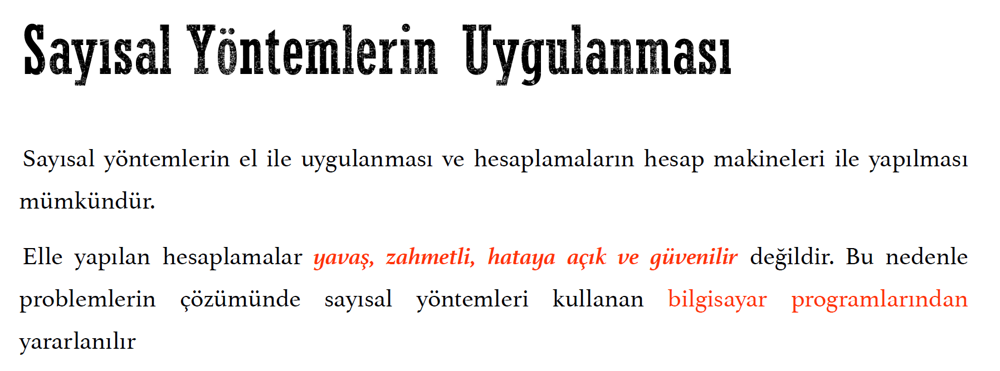 Sayısal Yöntemlerin Uygulanması
Sayısal yöntemlerin el ile uygulanması ve hesaplamaların hesap makineleri ile yapılması
mümkündür.
Elle yapılan hesaplamalar yavaş, zahmetli, hataya açık ve güvenilir değildir. Bu nedenle
problemlerin çözümünde sayısal yöntemleri kullanan bilgisayar programlarından
yararlanılır